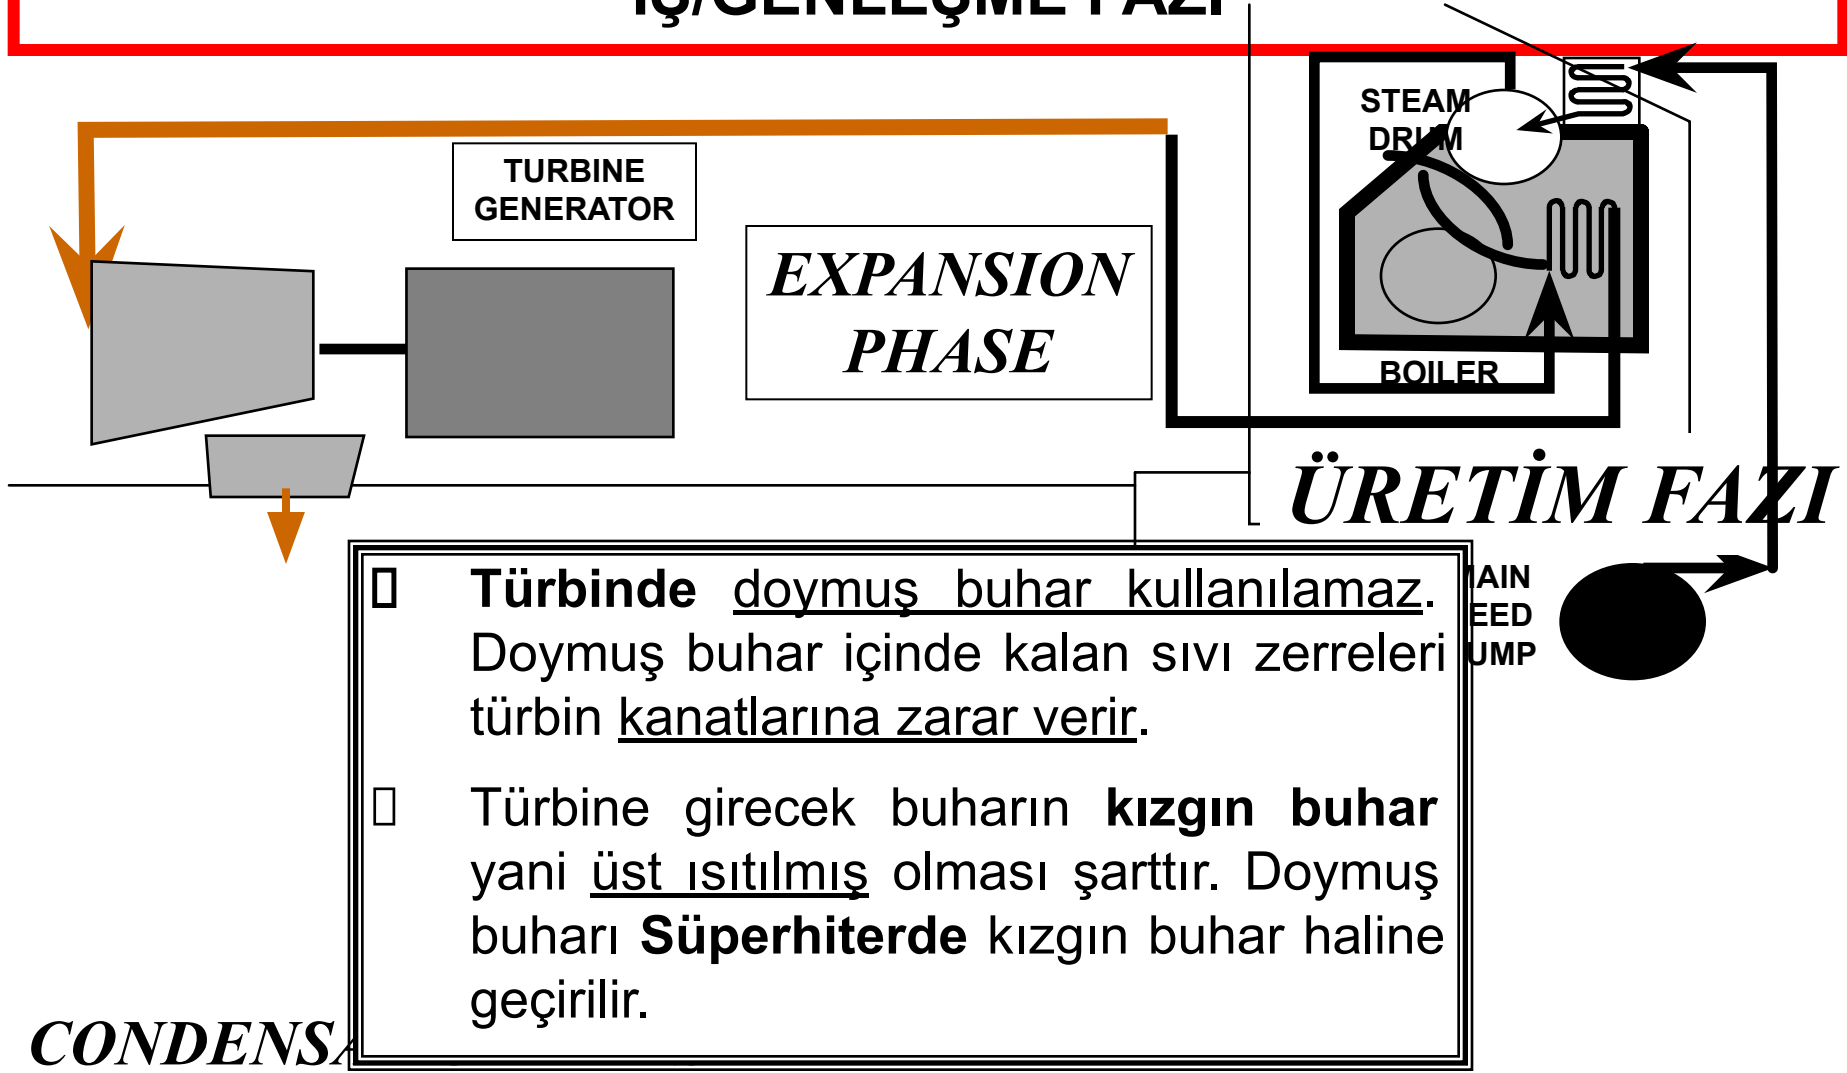 İŞ/GENLEŞME FAZI
STEAM
DRUM
TURBINE
GENERATOR
EXPANSION
PHASE
BOILER
ÜRETİM FAZI
Türbinde doymuş buhar kullanılamaz.
Doymuş buhar içinde kalan sıvı zerreleri
türbin kanatlarına zarar verir.
Türbine girecek buharın kızgın buhar
yani üst ısıtılmış olması şarttır. Doymuş
buharı Süperhiterde kızgın buhar haline
geçirilir.